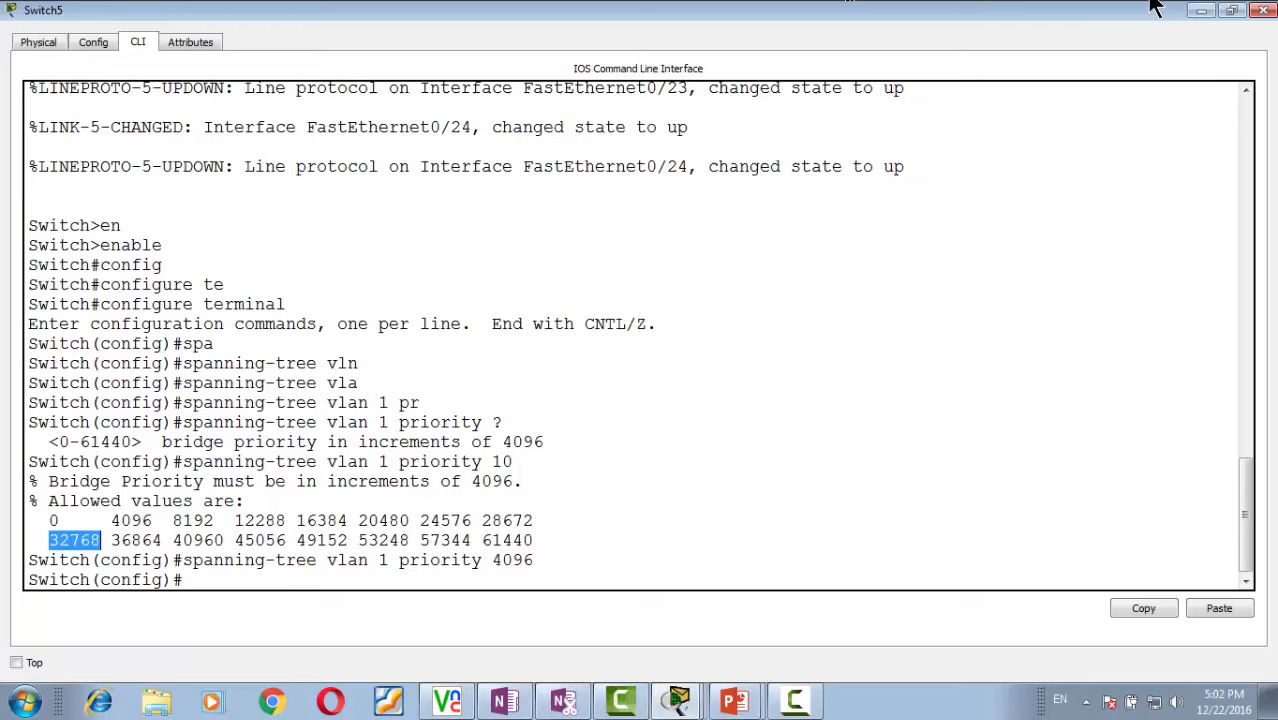 Switch5
Physical Config CLI Attributes
IOS Command Line Interface
%LINEPROTO-5-UPDOWN: Line protocol on Interface FastEthernet0/23, changed state to up
%LINK-5-CHANGED: Interface FastEthernet0/24, changed state to up
%LINEPROTO-5-UPDOWN: Line protocol on Interface FastEthernet0/24, changed state to up
Switch>en
Switch>enable
Switch#config
Switch#configure te
Switch#configure terminal
Enter configuration commands, one per line.  End with CNTL/Z.
Switch(config)#spa
Switch(config)#spanning-tree vln
Switch(config)#spanning-tree vla
Switch(config)#spanning-tree vlan 1 pr
Switch(config)#spanning-tree vlan 1 priority ?
<0-61440>  bridge priority in increments of 4096
Switch(config)#spanning-tree vlan 1 priority 10
% Bridge Priority must be in increments of 4096.
% Allowed values are:
0     4096  8192  12288 16384 20480 24576 28672
32768 36864 40960 45056 49152 53248 57344 61440
Switch(config)#spanning-tree vlan 1 priority 4096
Switch(config)#
Copy Paste
Top
EN
5:02 PM
12/22/2016